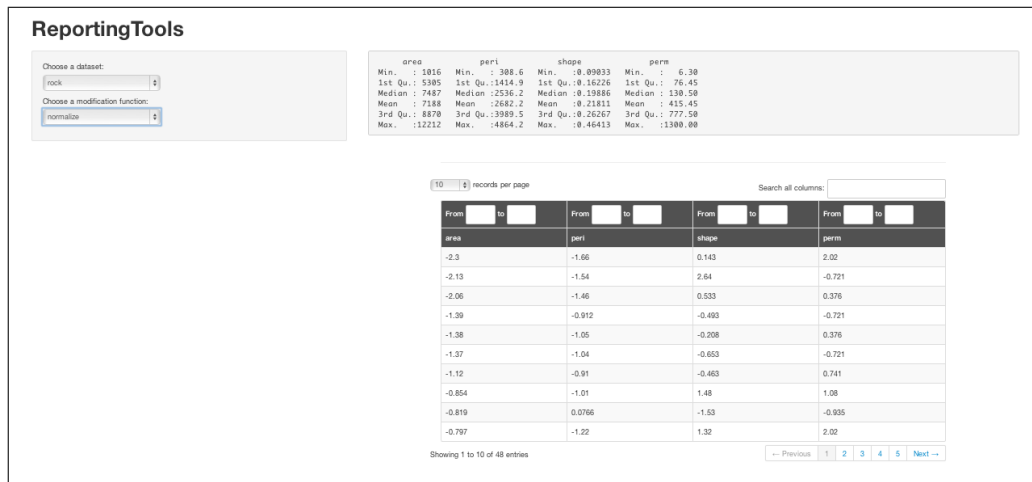 ReportingTools
Choose a dataset:
rock
Choose a modification function:
normalize
area peri shape perm
Min. : 1016 Min. : 308.6 Min. :0.09033 Min. : 6.30
1st Qu.: 5305 1st Qu.:1414.9 1st Qu.:0.16226 1st Qu.: 76.45
Median : 7487 Median :2536.2 Median :0.19886 Median : 130.50
Mean : 7188 Mean :2682.2 Mean :0.21811 Mean : 415.45
3rd Qu.: 8870 3rd Qu.:3989.5 3rd Qu.:0.26267 3rd Qu.: 777.50
Max. :12212 Max. :4864.2 Max. :0.46413 Max. :1300.00
10 records per page Search all columns:
From to From to From to From to
area peri shape perm
-2.3 -1.66 0.143 2.02
-2.13 -1.54 2.64 -0.721
-2.06 -1.46 0.533 0.376
-1.39 -0.912 -0.493 -0.721
-1.38 -1.05 -0.208 0.376
-1.37 -1.04 -0.653 -0.721
-1.12 -0.91 -0.463 0.741
-0.854 -1.01 1.48 1.08
-0.819 0.0766 -1.53 -0.935
-0.797 -1.22 1.32 2.02
Showing 1 to 10 of 48 entries ← Previous 1 2 3 4 5 Next →